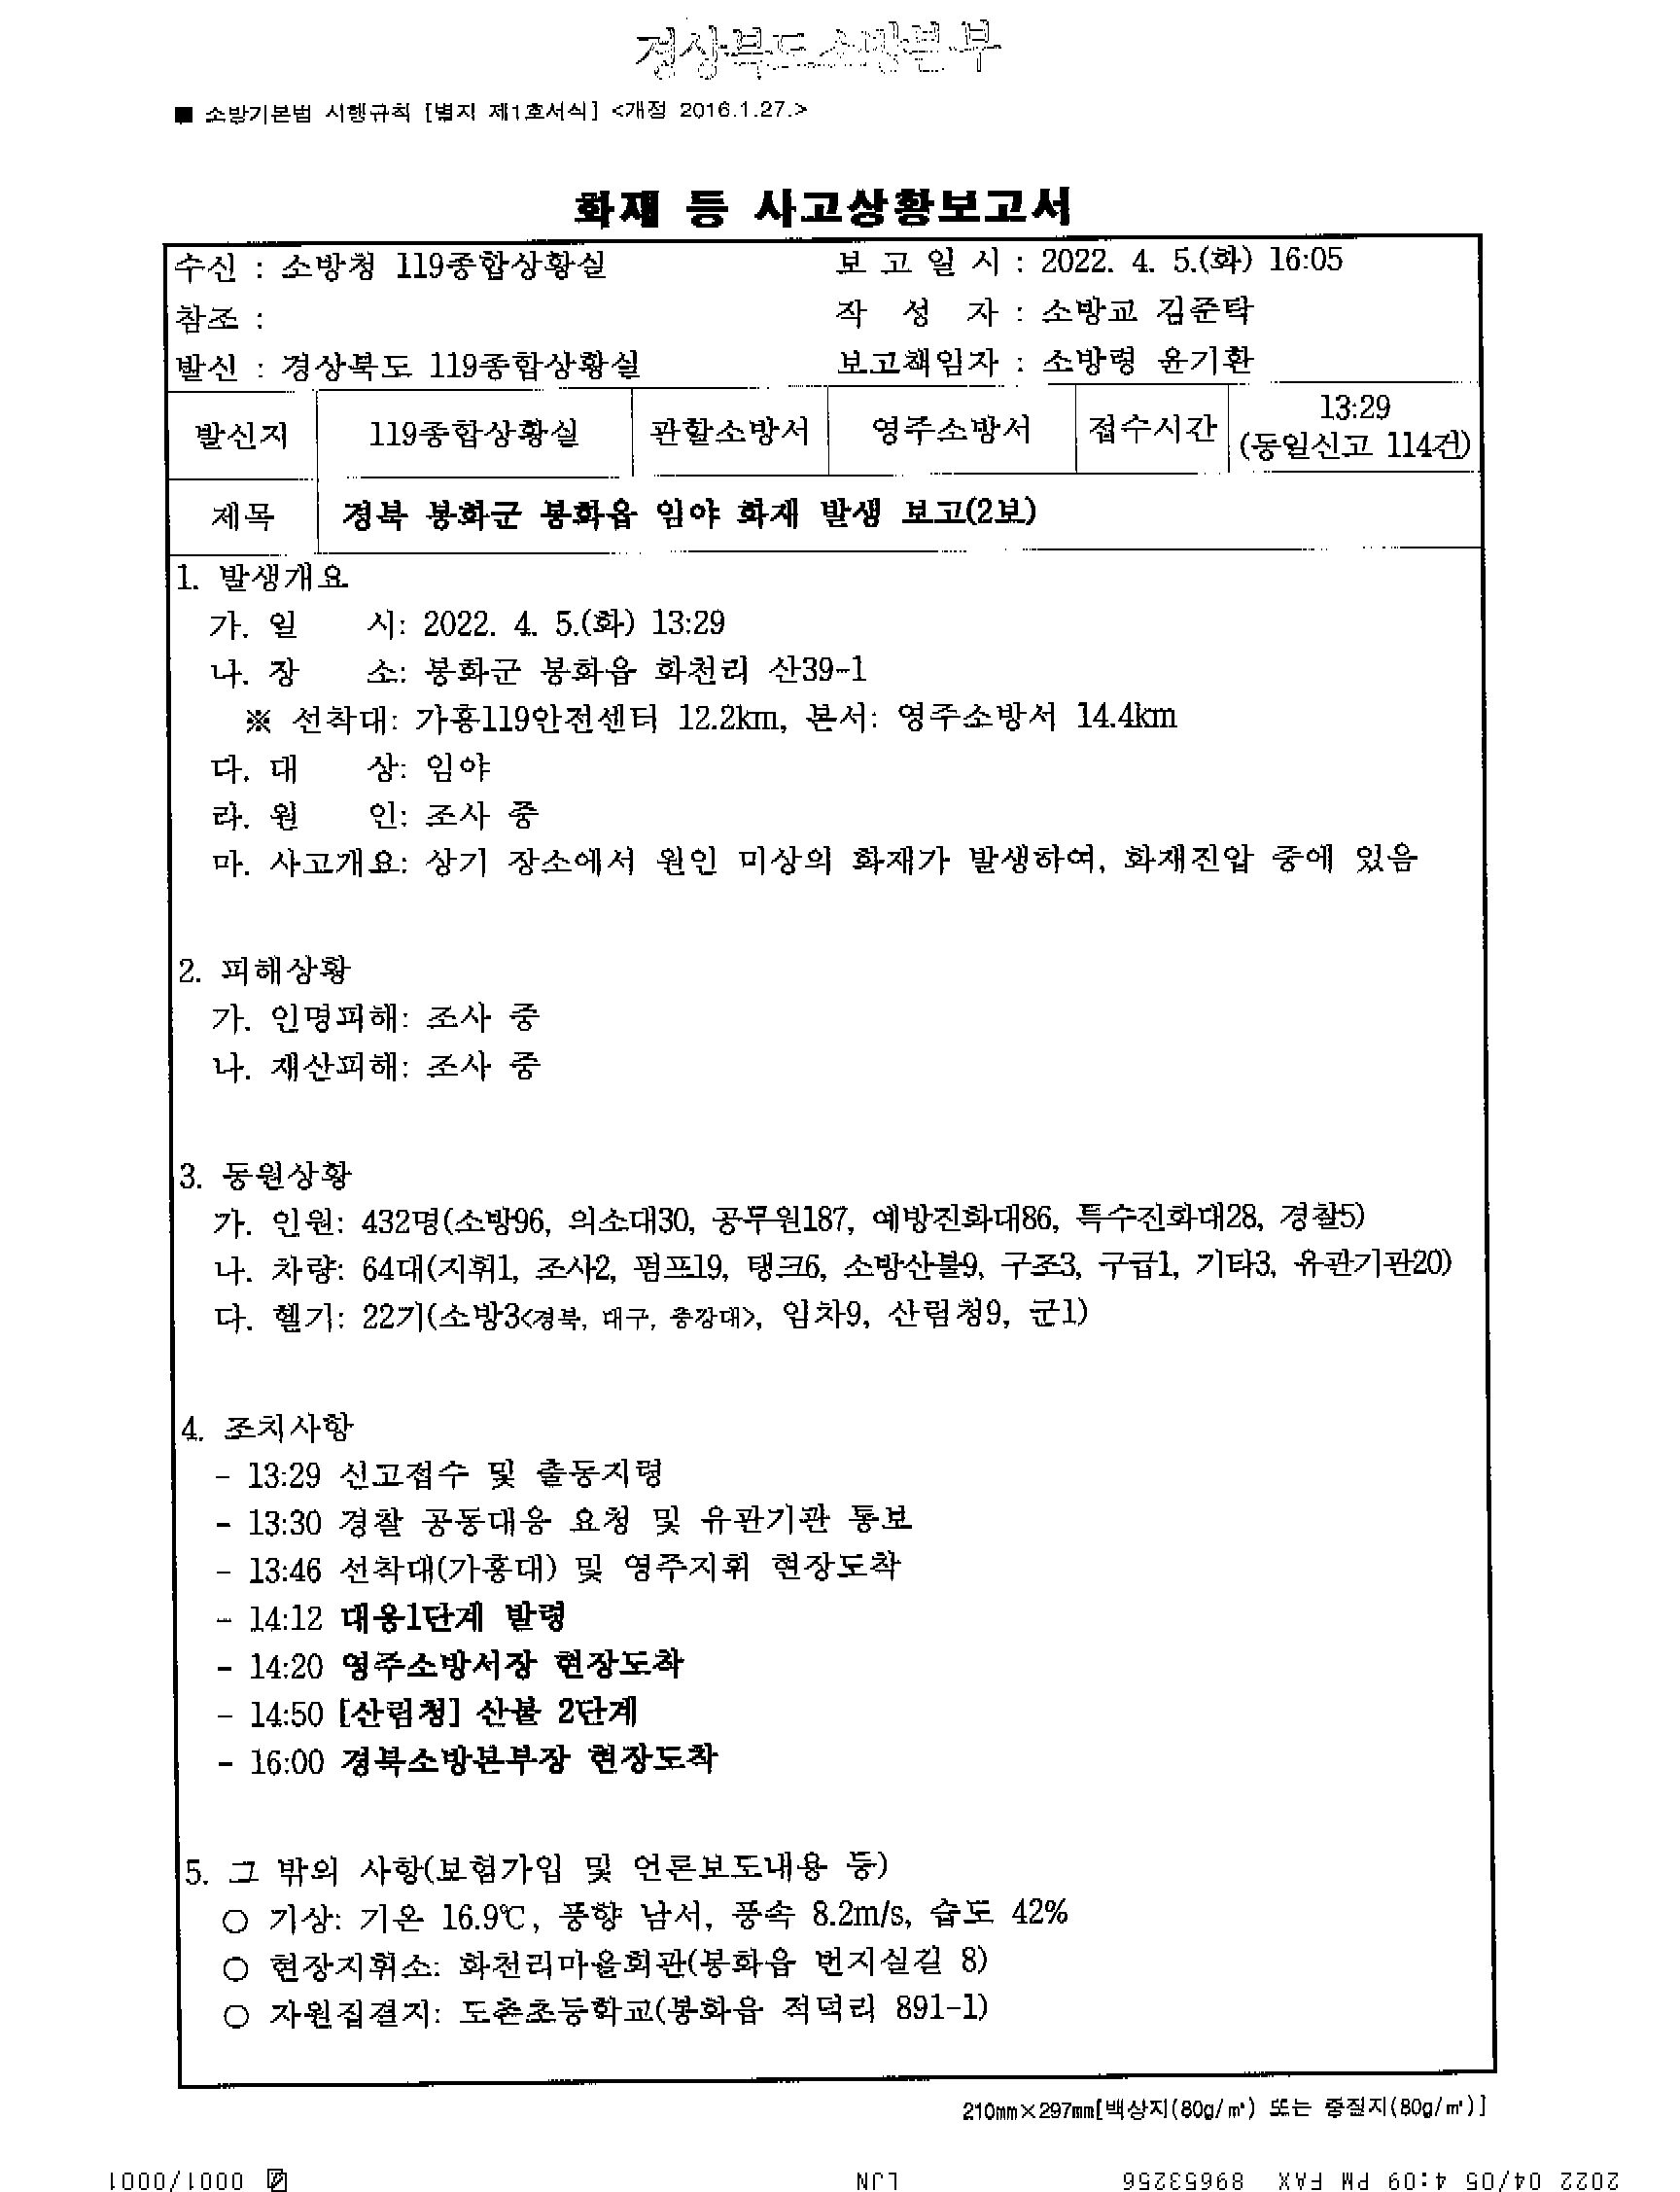 경상북도소방본부
■ 소방기본법 시행규칙 [별지 제1호서식] <개정 2016.1.27.>
화재 등 사고상황보고서
수신 : 소방청 119종합상황실 보 고 일 시 : 2022. 4. 5.(화) 16:05
참조 : 작 성 자 : 소방교 김준탁
발신 : 경상북도 119종합상황실 보고책임자 : 소방령 윤기환
발신지 119종합상황실 관할소방서 영주소방서 접수시간 13:29
(동일신고 114건)
제목 경북 봉화군 봉화읍 임야 화재 발생 보고(2보)
1. 발생개요
가. 일 시: 2022. 4. 5.(화) 13:29
나. 장 소: 봉화군 봉화읍 화천리 산39-1
※ 선착대: 가흥119안전센터 12.2km, 본서: 영주소방서 14.4km
다. 대 상: 임야
라. 원 인: 조사 중
마. 사고개요: 상기 장소에서 원인 미상의 화재가 발생하여, 화재진압 중에 있음
2. 피해상황
가. 인명피해: 조사 중
나. 재산피해: 조사 중
3. 동원상황
가. 인원: 432명(소방96, 의소대30, 공무원187, 예방진화대86, 특수진화대28, 경찰5)
나. 차량: 64대(지휘1, 조사2, 펌프19, 탱크6, 소방산불9, 구조3, 구급1, 기타3, 유관기관20)
다. 헬기: 22기(소방3<경북, 대구, 중강대>, 임차9, 산림청9, 군1)
4. 조치사항
- 13:29 신고접수 및 출동지령
- 13:30 경찰 공동대응 요청 및 유관기관 통보
- 13:46 선착대(가흥대) 및 영주지휘 현장도착
- 14:12 대응1단계 발령
- 14:20 영주소방서장 현장도착
- 14:50 [산림청] 산불 2단계
- 16:00 경북소방본부장 현장도착
5. 그 밖의 사항(보험가입 및 언론보도내용 등)
○ 기상: 기온 16.9℃, 풍향 남서, 풍속 8.2m/s, 습도 42%
○ 현장지휘소: 화천리마을회관(봉화읍 번지실길 8)
○ 자원집결지: 도촌초등학교(봉화읍 적덕리 891-1)
210mm×297mm[백상지(80g/㎡) 또는 중질지(80g/㎡)]
2022 04/05 4:09 PM FAX 89653256 LJN 0001/0001